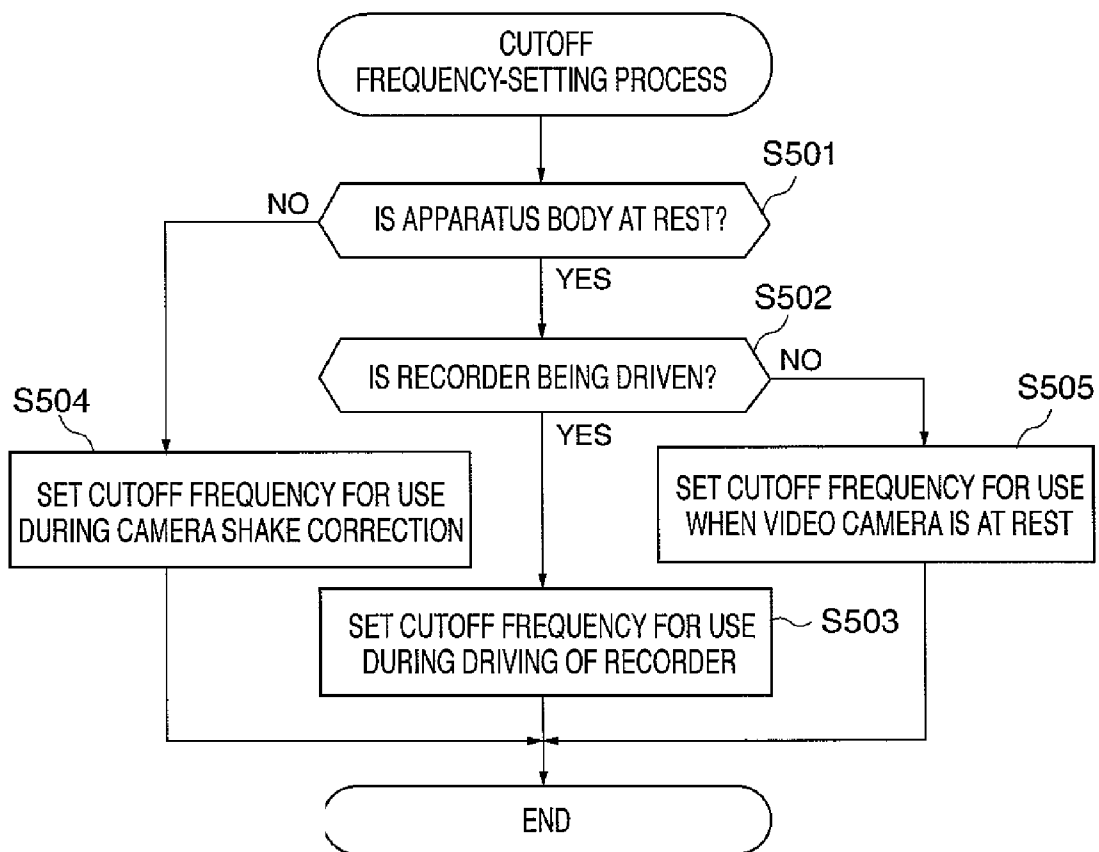 CUTOFF
FREQUENCY-SETTING PROCESS
S501
NO
IS APPARATUS BODY AT REST?
YES
S502
NO
IS RECORDER BEING DRIVEN?
S504
YES
S505
SET CUTOFF FREQUENCY FOR USE
DURING CAMERA SHAKE CORRECTION
SET CUTOFF FREQUENCY FOR USE
WHEN VIDEO CAMERA IS AT REST
S503
SET CUTOFF FREQUENCY FOR USE
DURING DRIVING OF RECORDER
END